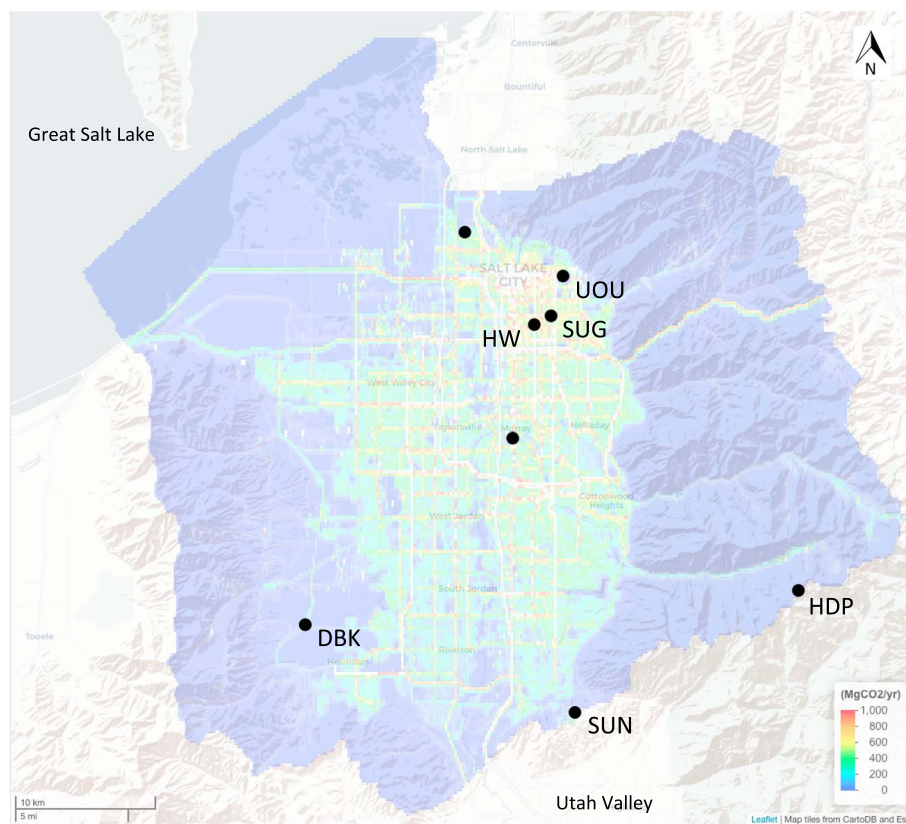 Centerville
Bountiful
N
Great Salt Lake
North Salt Lake
SALT LAKE
CITY
UOU
HW
SUG
West Valley City
Taylorsville
Murray
Holladay
Cottonwood
Heights
West Jordan
South Jordan
HDP
DBK
Tooele
Riverton
Herriman
SUN
(MgCO2/yr)
1,000
800
600
400
200
0
10 km
5 mi
Utah Valley
Leaflet | Map tiles from CartoDB and Es